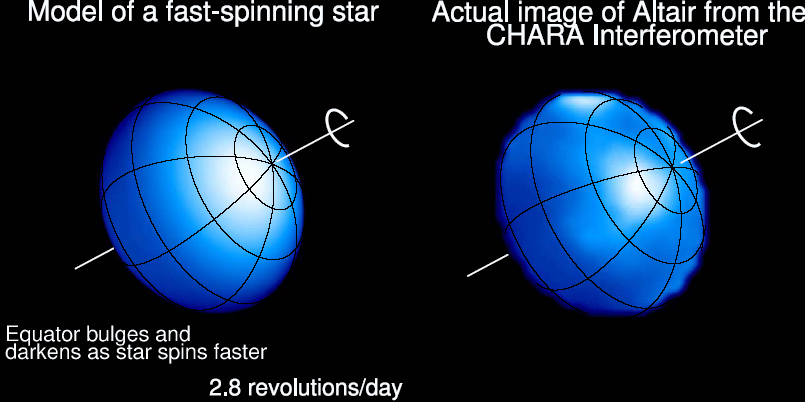 Model of a fast-spinning star
Actual image of Altair from the
CHARA Interferometer
Equator bulges and
darkens as star spins faster
2.8 revolutions/day